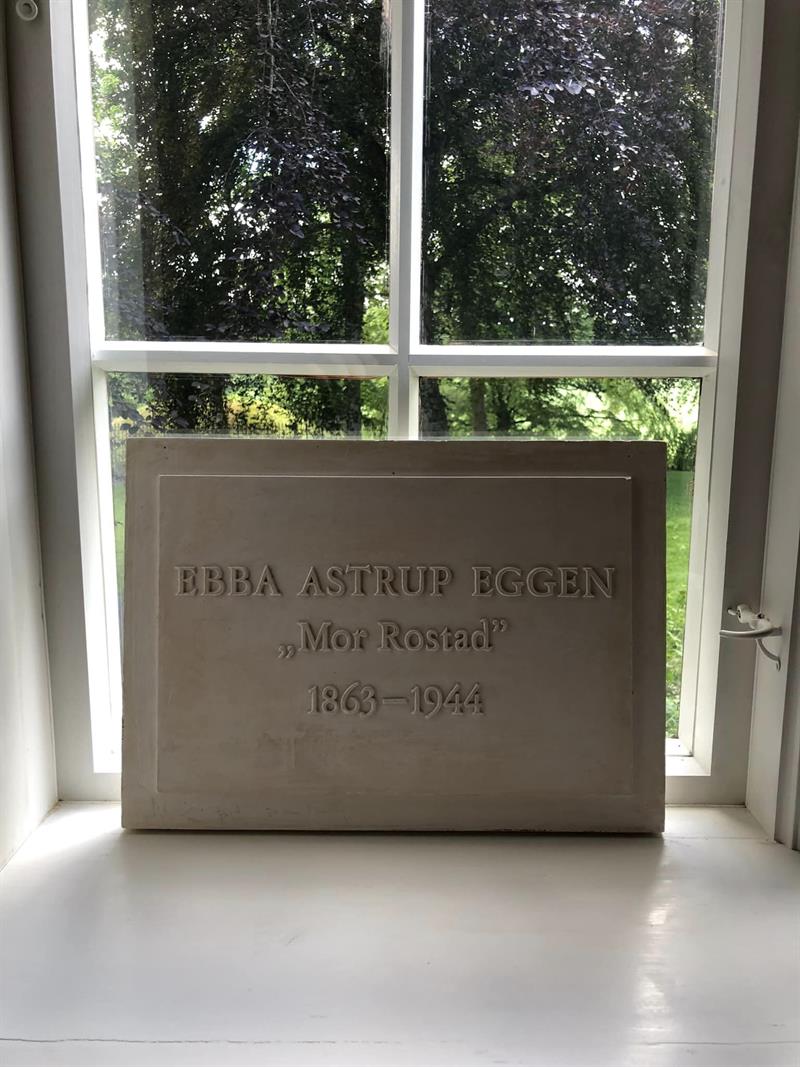 EBBA ASTRUP EGGEN
„Mor Rostad”
1863—1944